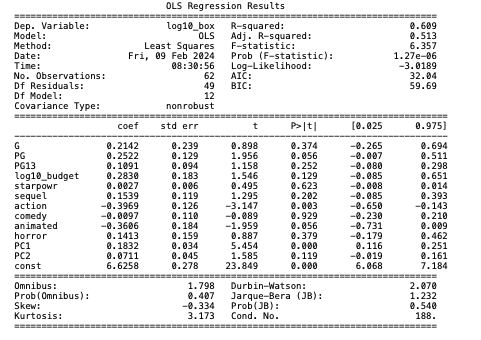 OLS Regression Results
Dep. Variable: log10_box R-squared: 0.609
Model: OLS Adj. R-squared: 0.513
Method: Least Squares F-statistic: 6.357
Date: Fri, 09 Feb 2024 Prob (F-statistic): 1.27e-06
Time: 08:30:56 Log-Likelihood: -3.0189
No. Observations: 62 AIC: 32.04
Df Residuals: 49 BIC: 59.69
Df Model: 12
Covariance Type: nonrobust
coef std err t P>|t| [0.025 0.975]
G 0.2142 0.239 0.898 0.374 -0.265 0.694
PG 0.2522 0.129 1.956 0.056 -0.007 0.511
PG13 0.1091 0.094 1.158 0.252 -0.080 0.298
log10_budget 0.2830 0.183 1.546 0.129 -0.085 0.651
starpowr 0.0027 0.006 0.495 0.623 -0.008 0.014
sequel 0.1539 0.119 1.295 0.202 -0.085 0.393
action -0.3969 0.126 -3.147 0.003 -0.650 -0.143
comedy -0.0097 0.110 -0.089 0.929 -0.230 0.210
animated -0.3606 0.184 -1.959 0.056 -0.731 0.009
horror 0.1413 0.159 0.887 0.379 -0.179 0.462
PC1 0.1832 0.034 5.454 0.000 0.116 0.251
PC2 0.0711 0.045 1.585 0.119 -0.019 0.161
const 6.6258 0.278 23.849 0.000 6.068 7.184
Omnibus: 1.798 Durbin-Watson: 2.070
Prob(Omnibus): 0.407 Jarque-Bera (JB): 1.232
Skew: -0.334 Prob(JB): 0.540
Kurtosis: 3.173 Cond. No. 188.